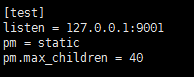 [test]
listen = 127.0.0.1:9001
pm = static
pm.max_children = 40